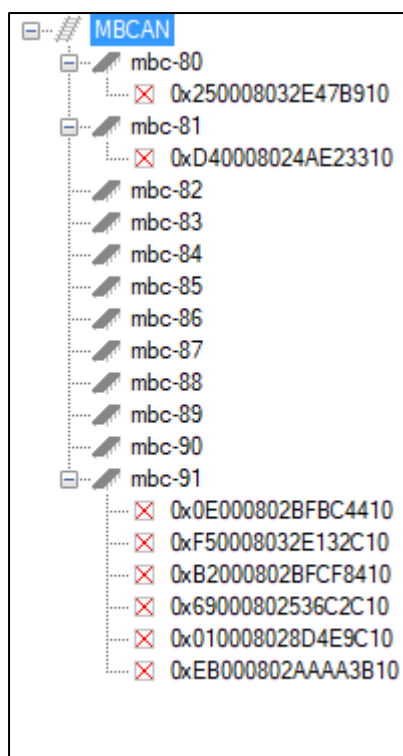 MBCAN
mbc-80
0x250008032E47B910
mbc-81
0xD40008024AE23310
mbc-82
mbc-83
mbc-84
mbc-85
mbc-86
mbc-87
mbc-88
mbc-89
mbc-90
mbc-91
0x0E000802BFBC4410
0xF50008032E132C10
0xB2000802BFCF8410
0x69000802536C2C10
0x010008028D4E9C10
0xEB000802AAAA3B10